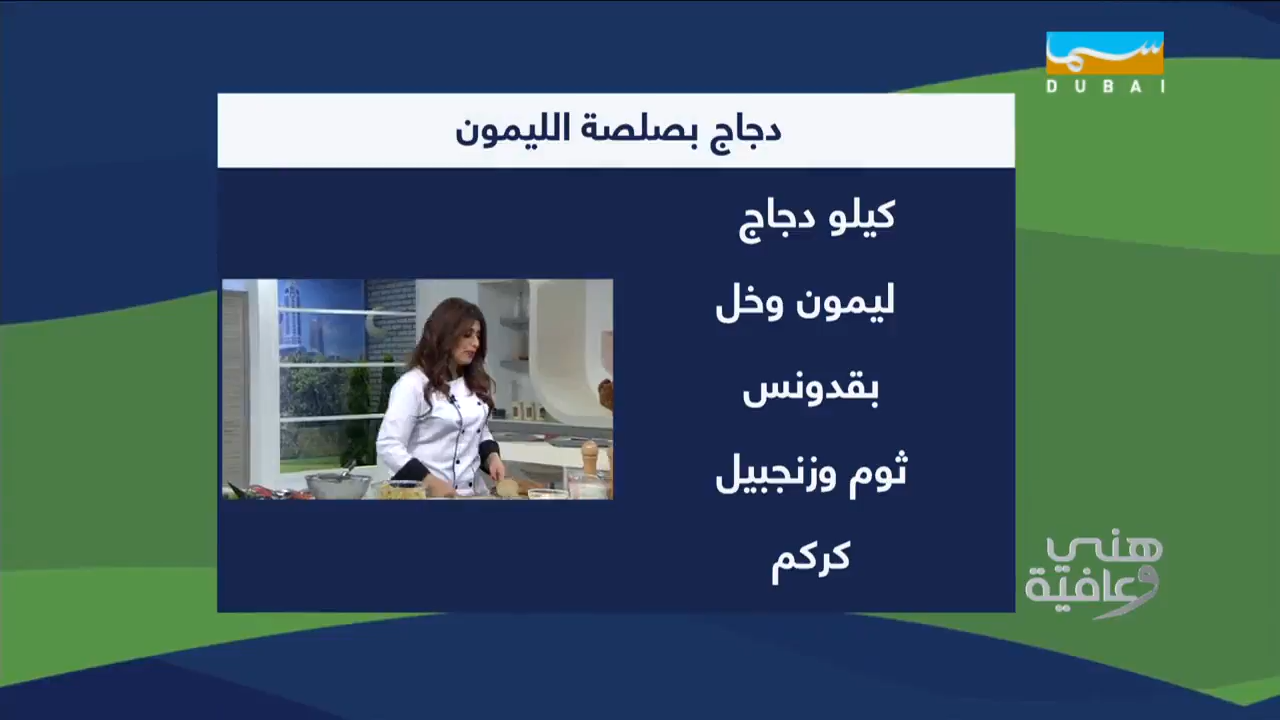 سما
DUBAI
دجاج بصلصة الليمون
كيلو دجاج
ليمون وخل
بقدونس
ثوم وزنجبيل
كركم
هني
وعافية